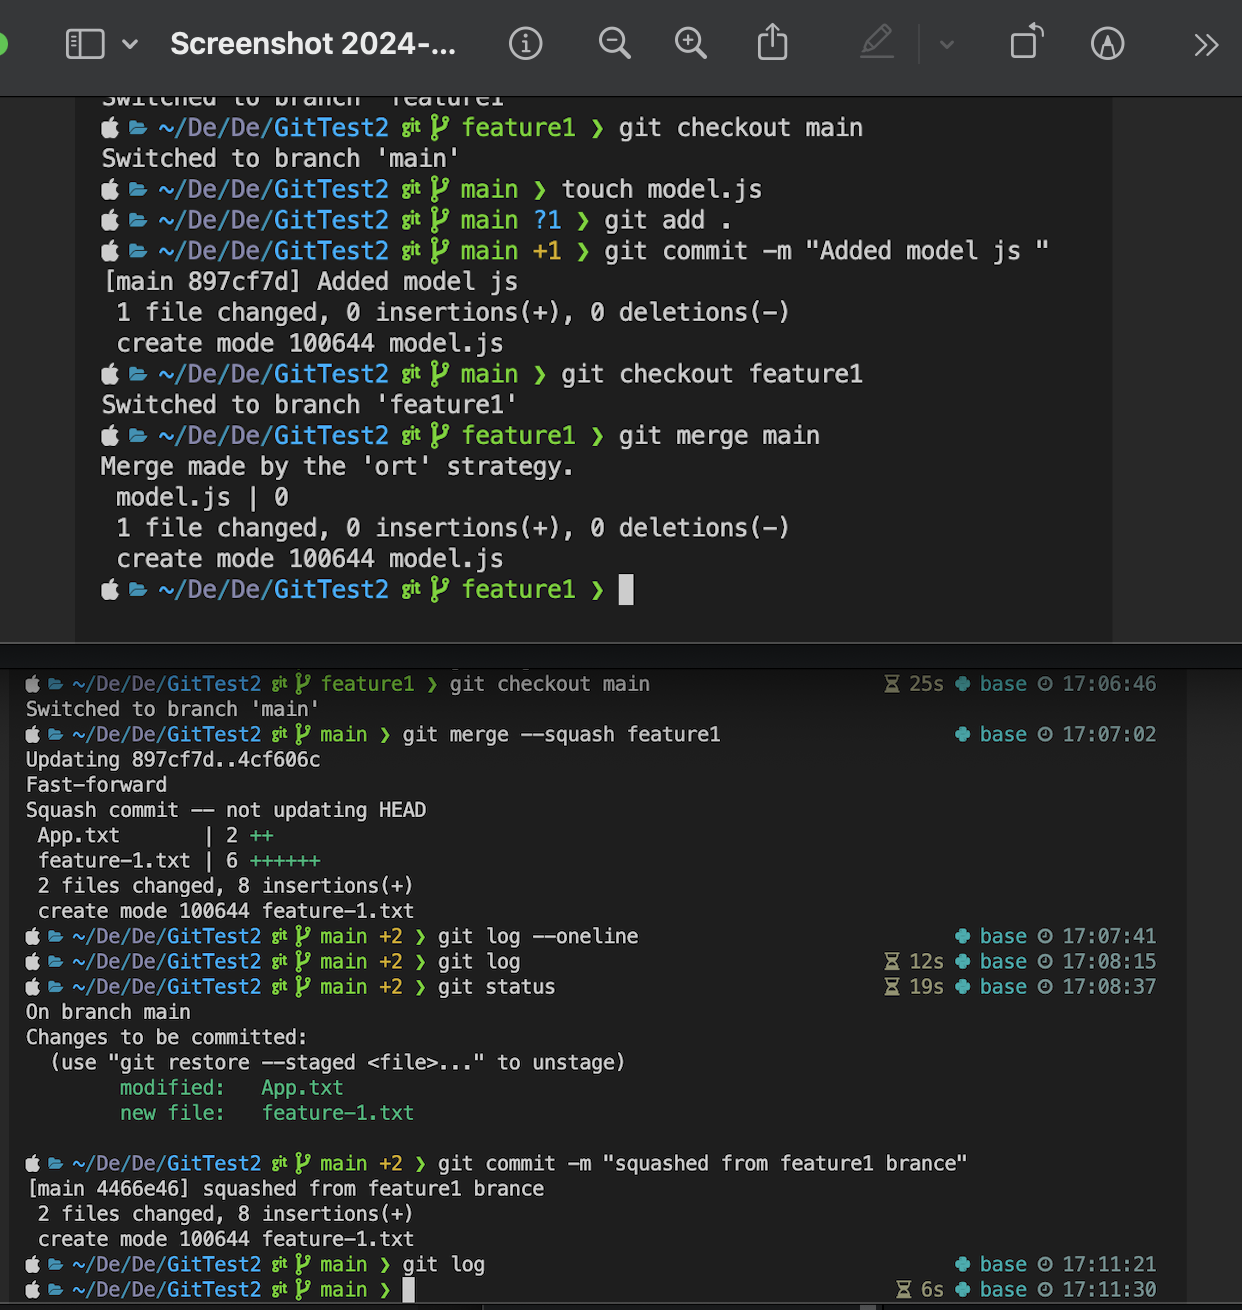 Screenshot 2024-...
Switched to branch 'feature1'
~/De/De/GitTest2 git feature1 ❯ git checkout main
Switched to branch 'main'
~/De/De/GitTest2 git main ❯ touch model.js
~/De/De/GitTest2 git main ?1 ❯ git add .
~/De/De/GitTest2 git main +1 ❯ git commit -m "Added model js "
[main 897cf7d] Added model js
1 file changed, 0 insertions(+), 0 deletions(-)
create mode 100644 model.js
~/De/De/GitTest2 git main ❯ git checkout feature1
Switched to branch 'feature1'
~/De/De/GitTest2 git feature1 ❯ git merge main
Merge made by the 'ort' strategy.
model.js | 0
1 file changed, 0 insertions(+), 0 deletions(-)
create mode 100644 model.js
~/De/De/GitTest2 git feature1 ❯
~/De/De/GitTest2 git feature1 ❯ git checkout main 25s base 17:06:46
Switched to branch 'main'
~/De/De/GitTest2 git main ❯ git merge --squash feature1 base 17:07:02
Updating 897cf7d..4cf606c
Fast-forward
Squash commit -- not updating HEAD
App.txt | 2 ++
feature-1.txt | 6 ++++++
2 files changed, 8 insertions(+)
create mode 100644 feature-1.txt
~/De/De/GitTest2 git main +2 ❯ git log --oneline base 17:07:41
~/De/De/GitTest2 git main +2 ❯ git log 12s base 17:08:15
~/De/De/GitTest2 git main +2 ❯ git status 19s base 17:08:37
On branch main
Changes to be committed:
(use "git restore --staged <file>..." to unstage)
modified: App.txt
new file: feature-1.txt
~/De/De/GitTest2 git main +2 ❯ git commit -m "squashed from feature1 brance"
[main 4466e46] squashed from feature1 brance
2 files changed, 8 insertions(+)
create mode 100644 feature-1.txt
~/De/De/GitTest2 git main ❯ git log base 17:11:21
~/De/De/GitTest2 git main ❯ 6s base 17:11:30